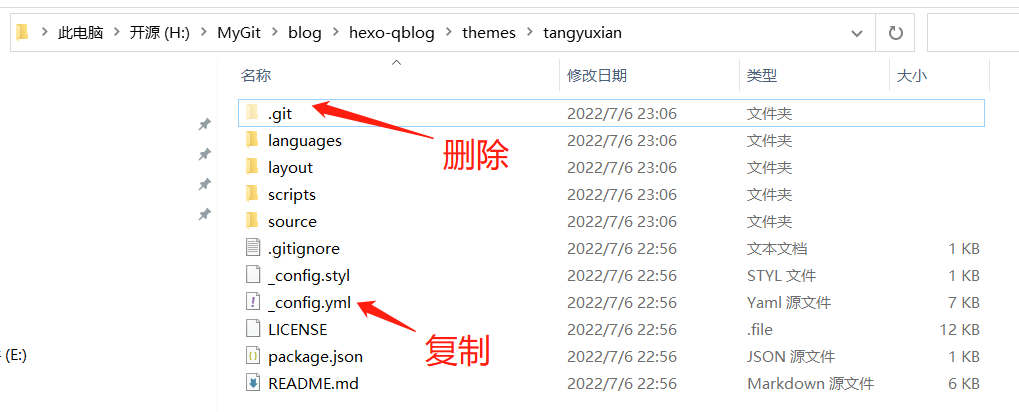 此电脑 > 开源 (H:) > MyGit > blog > hexo-qblog > themes > tangyuxian
名称 修改日期 类型 大小
.git 2022/7/6 23:06 文件夹
删除
languages 2022/7/6 23:06 文件夹
layout 2022/7/6 23:06 文件夹
scripts 2022/7/6 23:06 文件夹
source 2022/7/6 23:06 文件夹
.gitignore 2022/7/6 22:56 文本文档 1 KB
_config.styl 2022/7/6 22:56 STYL 文件 1 KB
_config.yml 2022/7/6 22:56 Yaml 源文件 7 KB
LICENSE 2022/7/6 22:56 .file 12 KB
复制
(E:) package.json 2022/7/6 22:56 JSON 源文件 1 KB
README.md 2022/7/6 22:56 Markdown 源文件 6 KB